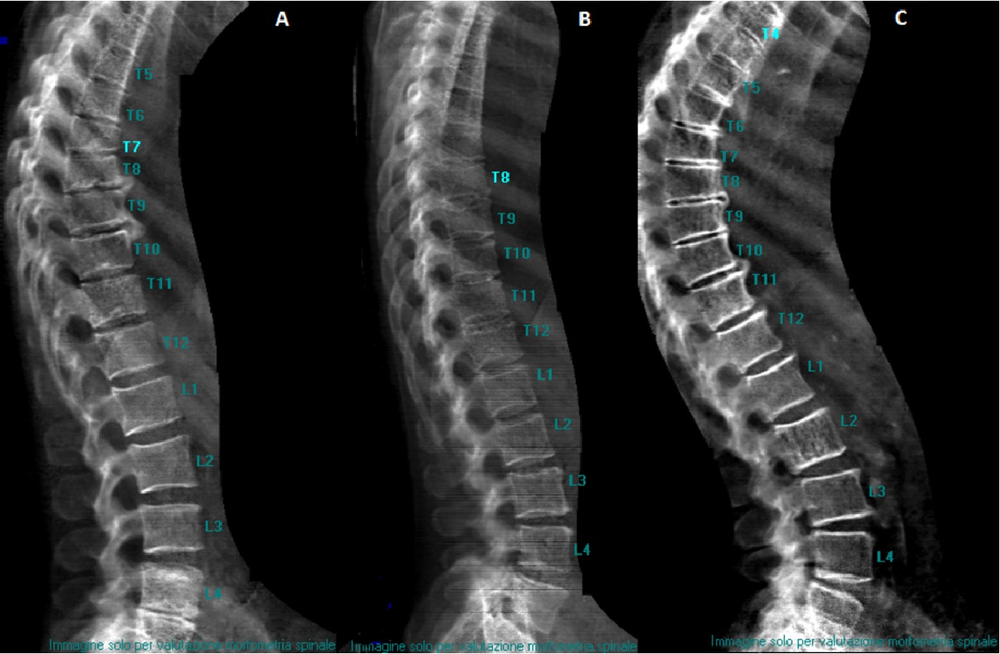 A
T5
T6
T7
T8
T9
T10
T11
T12
L1
L2
L3
L4
Immagine solo per valutazione morfometria spinale
B
T8
T9
T10
T11
T12
L1
L2
L3
L4
Immagine solo per valutazione morfometria spinale
C
T4
T5
T6
T7
T8
T9
T10
T11
T12
L1
L2
L3
L4
Immagine solo per valutazione morfometria spinale